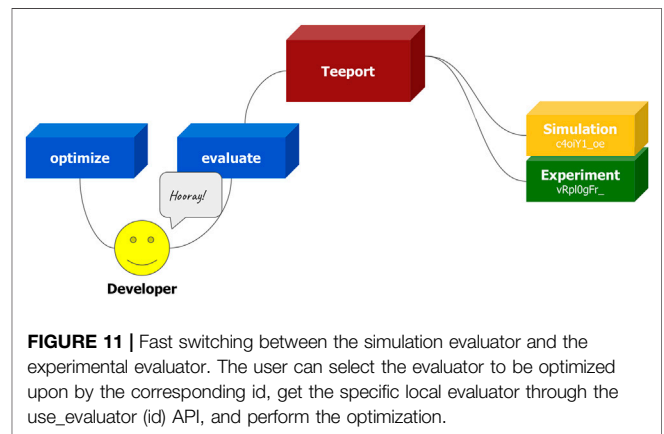 Teeport
Simulation
c4oiY1_oe
optimize
evaluate
Experiment
vRpl0gFr_
Hooray!
Developer
FIGURE 11 | Fast switching between the simulation evaluator and the
experimental evaluator. The user can select the evaluator to be optimized
upon by the corresponding id, get the specific local evaluator through the
use_evaluator (id) API, and perform the optimization.